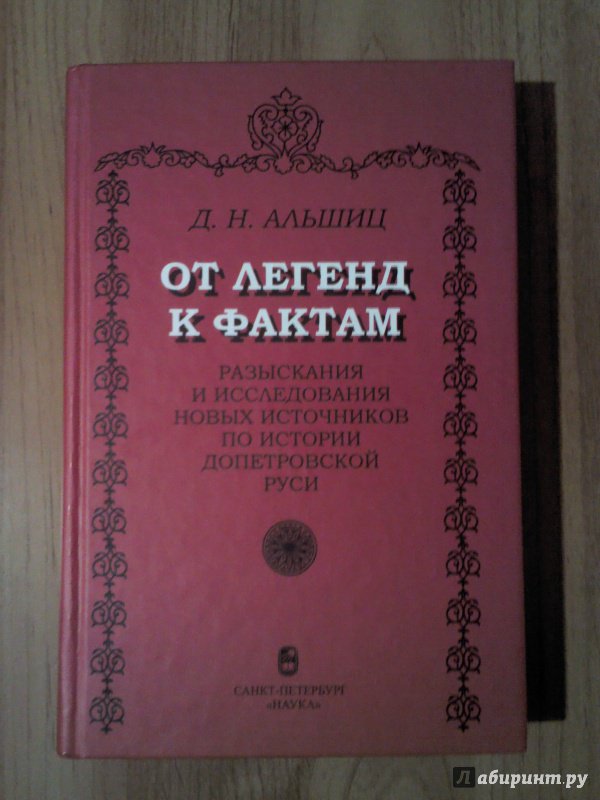 Д. Н. АЛЬШИЦ
ОТ ЛЕГЕНД
К ФАКТАМ
РАЗЫСКАНИЯ
И ИССЛЕДОВАНИЯ
НОВЫХ ИСТОЧНИКОВ
ПО ИСТОРИИ
ДОПЕТРОВСКОЙ
РУСИ
САНКТ-ПЕТЕРБУРГ
«НАУКА»
Лабиринт.ру